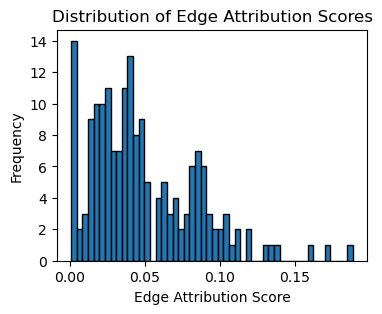 Distribution of Edge Attribution Scores
14
12
10
8
6
4
2
0
Frequency
0.00 0.05 0.10 0.15
Edge Attribution Score